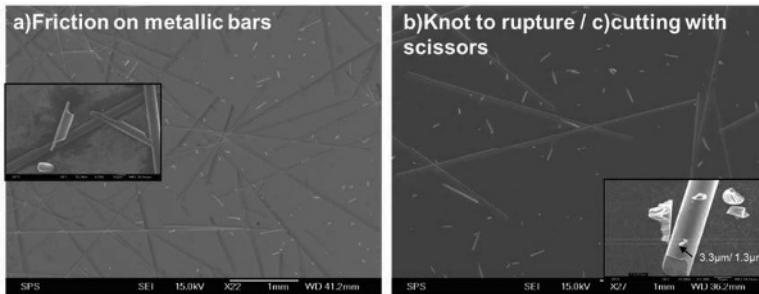 a)Friction on metallic bars
SPS SEI 15.0kV X22 1mm WD 41.2mm
b)Knot to rupture / c)cutting with
scissors
3.3µm/ 1.3µm
SPS SEI 15.0kV X27 1mm WD 36.2mm